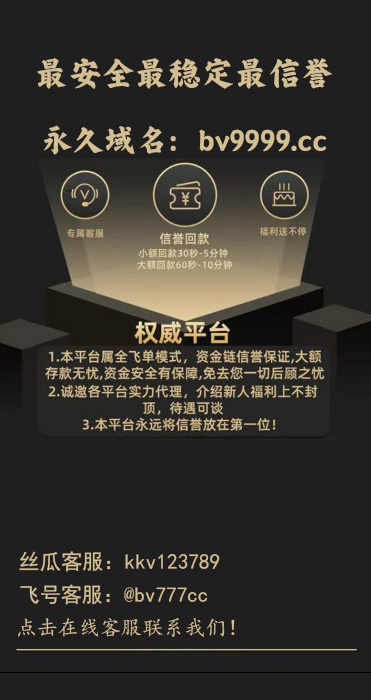 最安全最稳定最信誉
永久域名：bv9999.cc
专属客服
信誉回款
小额回款30秒-5分钟
大额回款60秒-10分钟
福利送不停
权威平台
1.本平台属全飞单模式，资金链信誉保证,大额
存款无忧,资金安全有保障,免去您一切后顾之忧
2.诚邀各平台实力代理，介绍新人福利上不封
顶，待遇可谈
3.本平台永远将信誉放在第一位！
丝瓜客服：kkv123789
飞号客服：@bv777cc
点击在线客服联系我们！